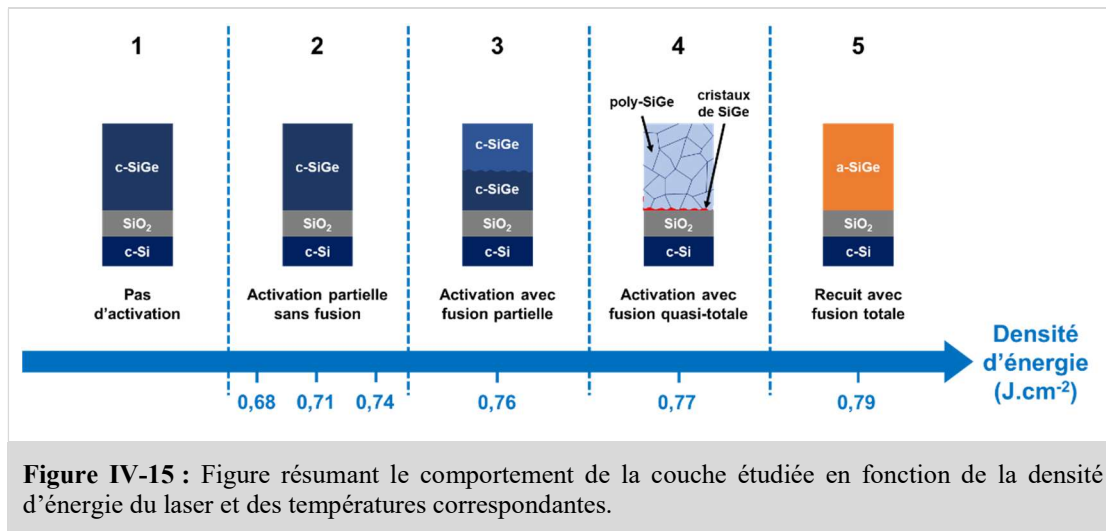 1
2
3
4
5
poly-SiGe
cristaux
de SiGe
c-SiGe
c-SiGe
c-SiGe
c-SiGe
a-SiGe
SiO₂
SiO₂
SiO₂
SiO₂
SiO₂
c-Si
c-Si
c-Si
c-Si
c-Si
Pas
d'activation
Activation partielle
sans fusion
Activation avec
fusion partielle
Activation avec
fusion quasi-totale
Recuit avec
fusion totale
Densité
d'énergie
(J.cm⁻²)
0,68
0,71
0,74
0,76
0,77
0,79
Figure IV-15 : Figure résumant le comportement de la couche étudiée en fonction de la densité
d'énergie du laser et des températures correspondantes.